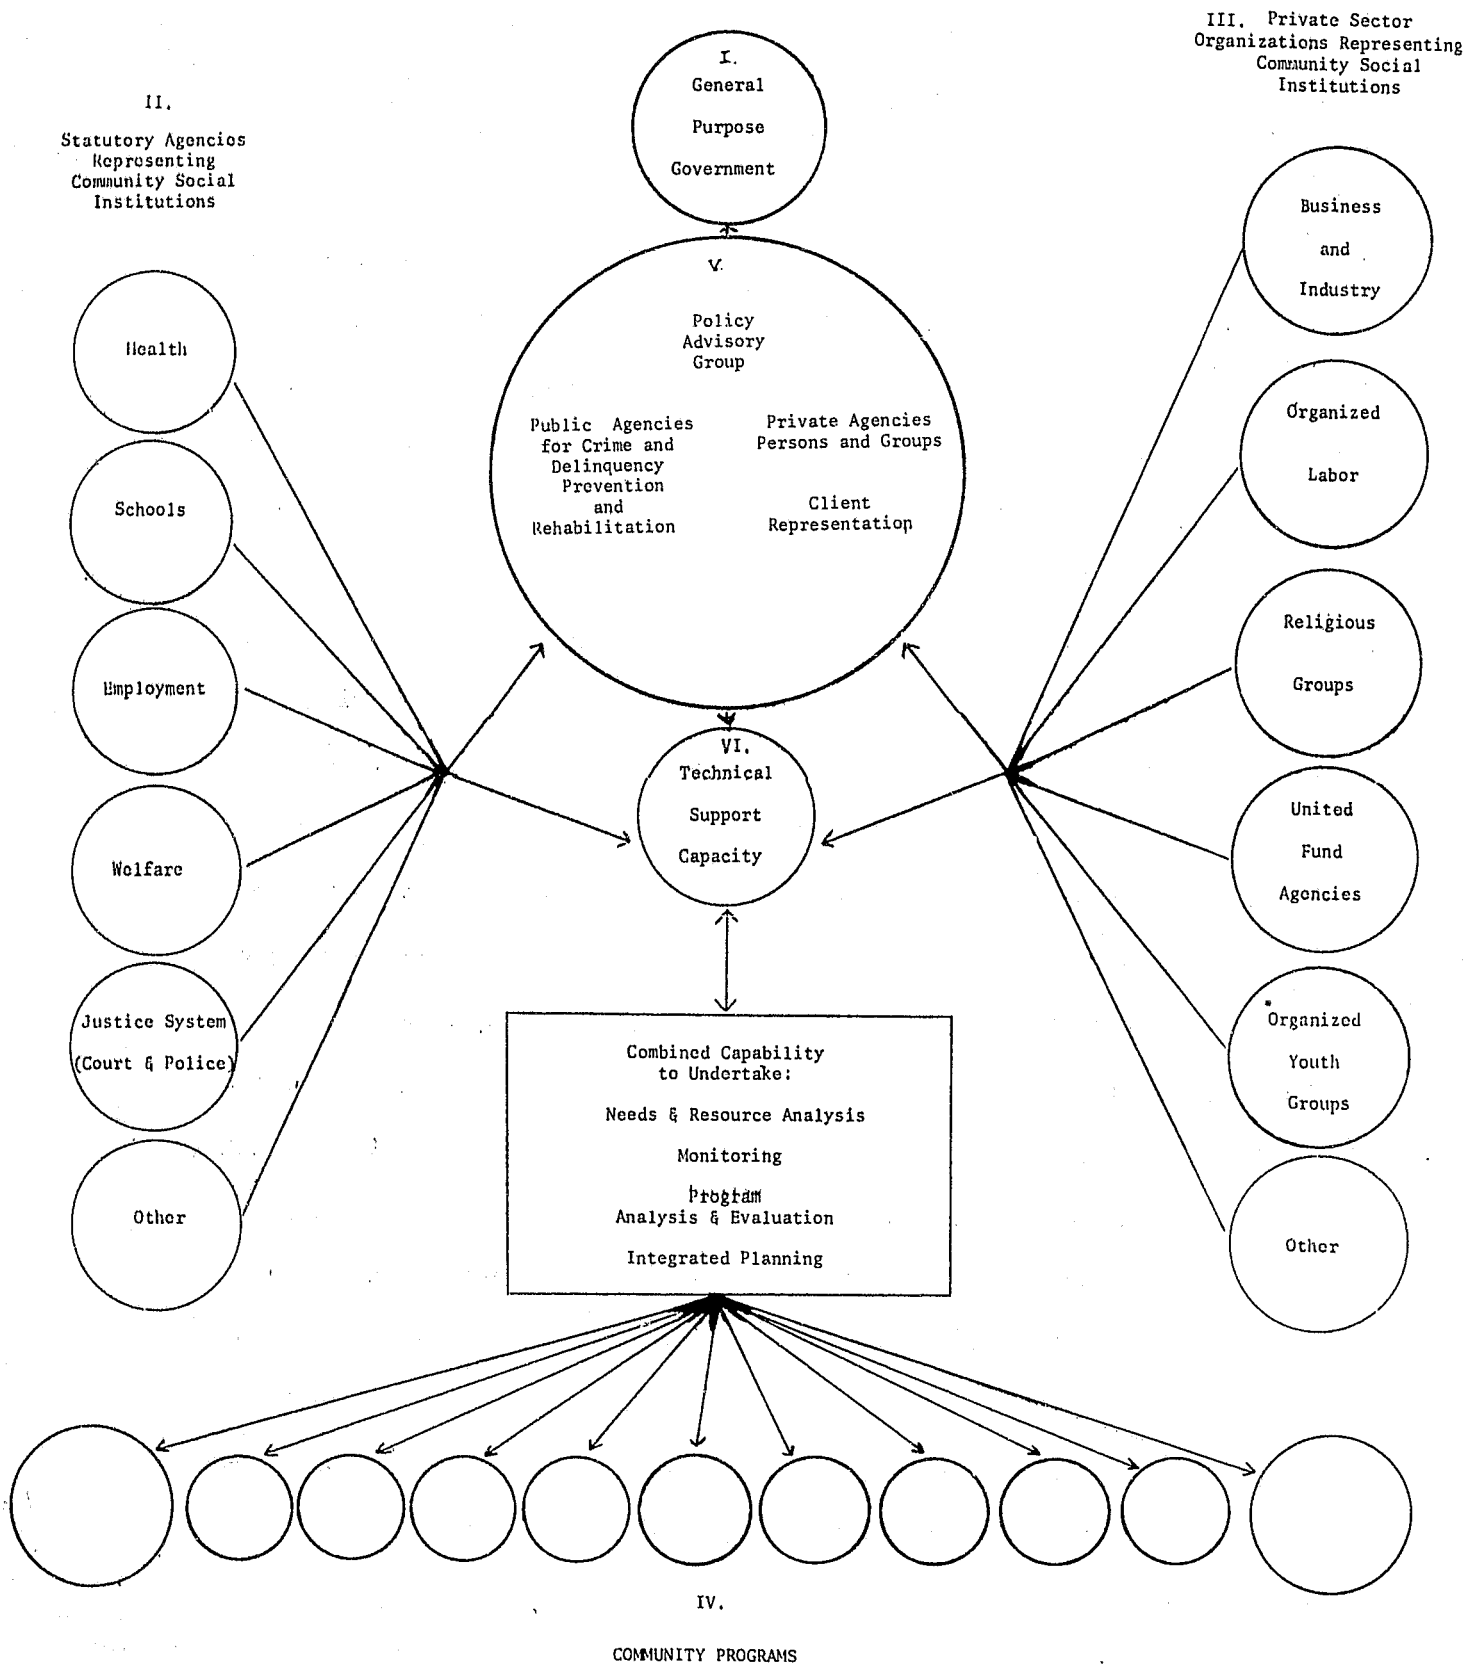 III. Private Sector
Organizations Representing
Community Social
Institutions
I.
General
Purpose
Government
II.
Statutory Agencies
Representing
Community Social
Institutions
V.
Policy
Advisory
Group
Public Agencies
for Crime and
Delinquency
Prevention
and
Rehabilitation
Private Agencies
Persons and Groups
Client
Representation
Health
Schools
Employment
Welfare
Justice System
(Court & Police)
Other
Business
and
Industry
Organized
Labor
Religious
Groups
United
Fund
Agencies
Organized
Youth
Groups
Other
VI.
Technical
Support
Capacity
Combined Capability
to Undertake:
Needs & Resource Analysis
Monitoring
Program
Analysis & Evaluation
Integrated Planning
IV.
COMMUNITY PROGRAMS